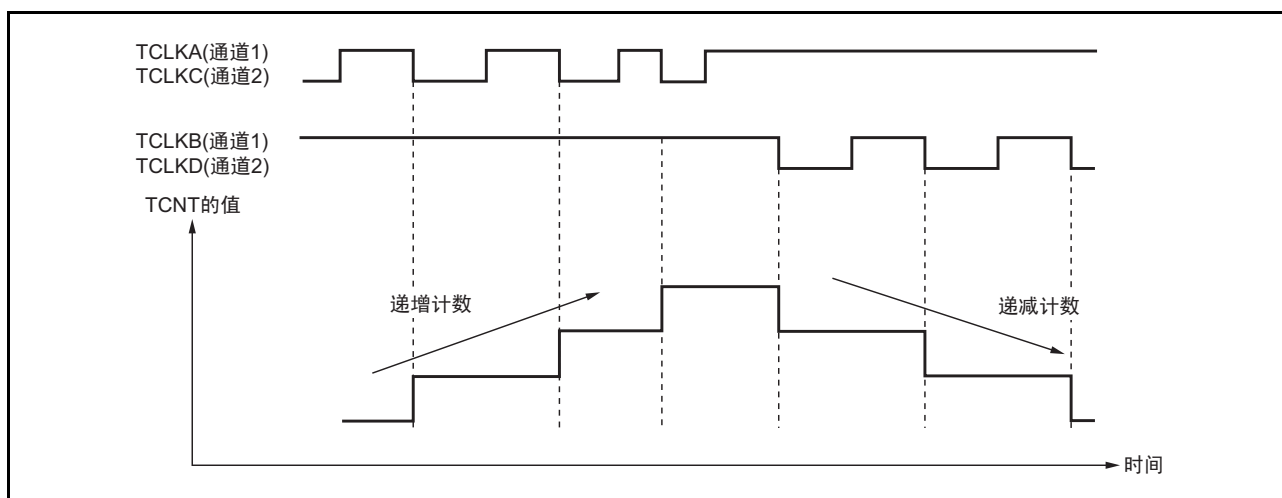 TCLKA(通道1)
TCLKC(通道2)
TCLKB(通道1)
TCLKD(通道2)
TCNT的值
递增计数
递减计数
时间